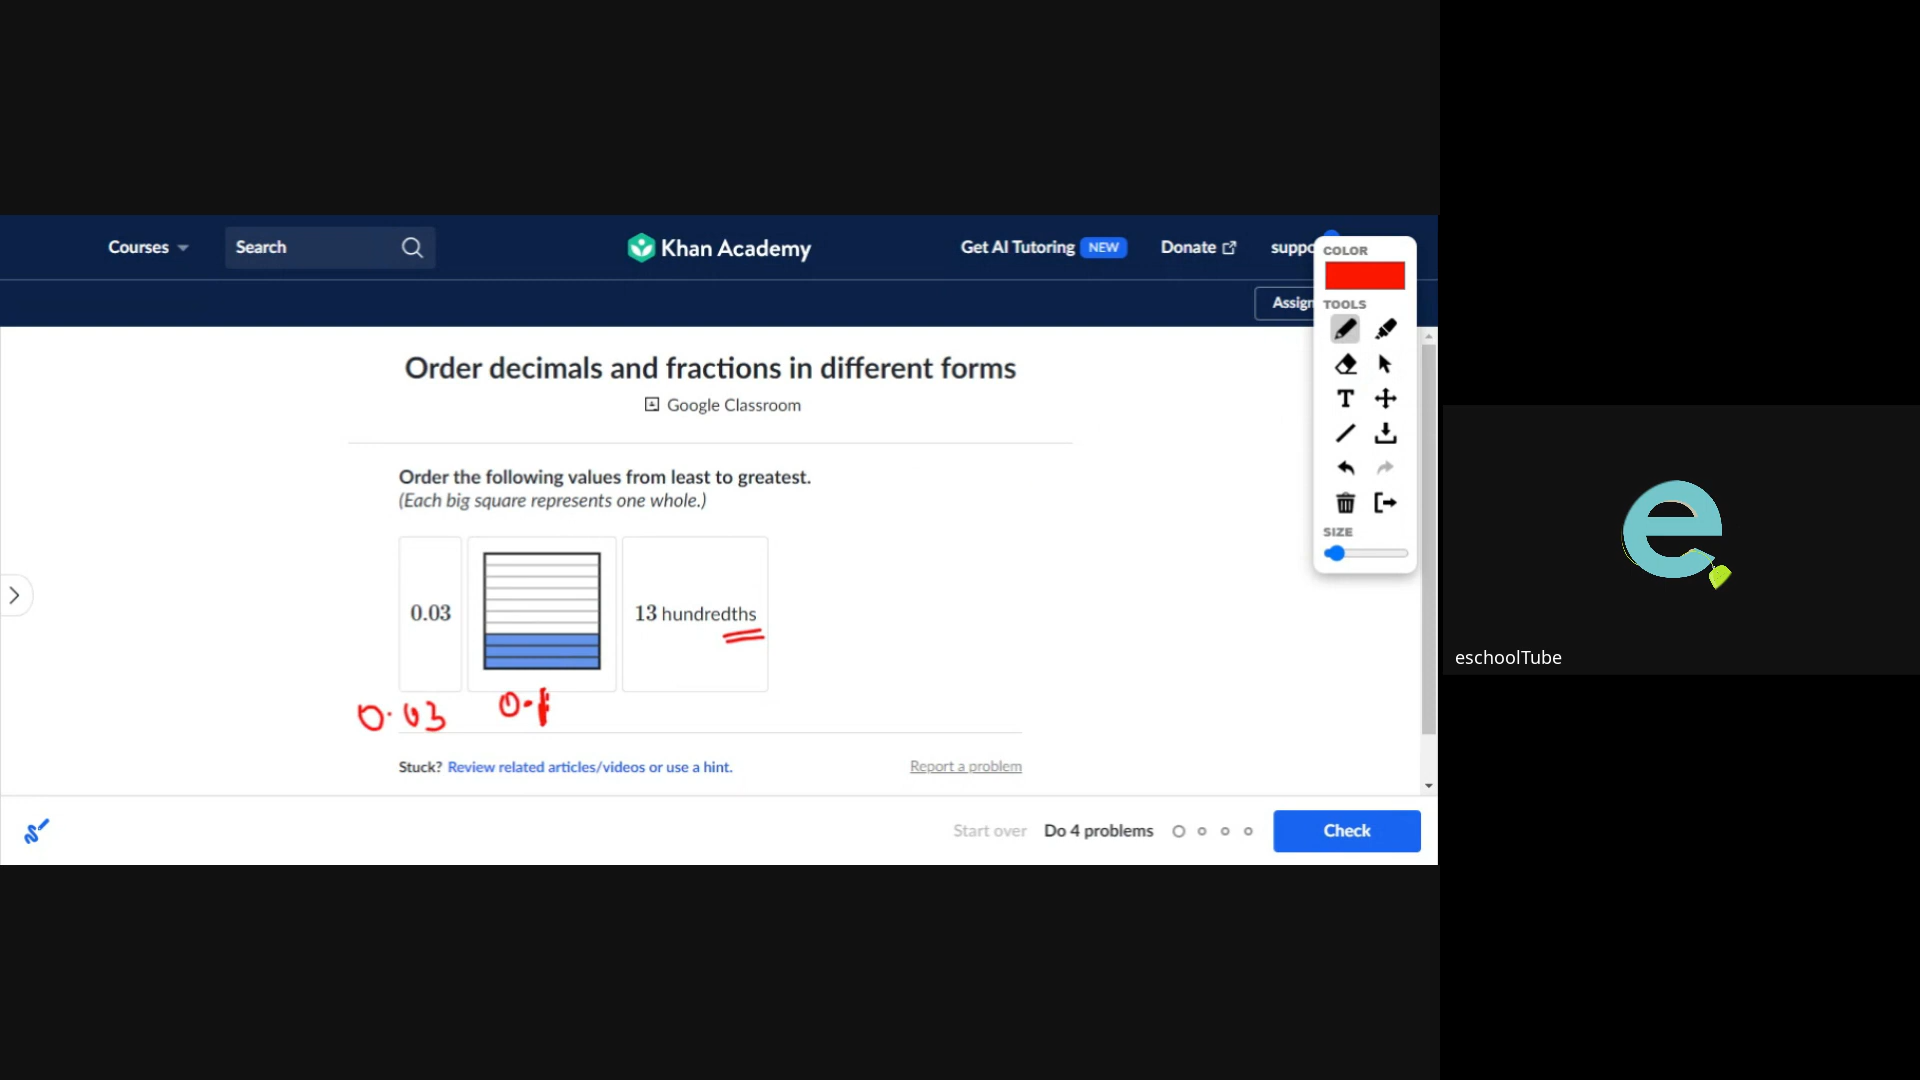 Courses
Search
Khan Academy
Get AI Tutoring NEW
Donate
suppo
Assign
COLOR
TOOLS
SIZE
Order decimals and fractions in different forms
Google Classroom
Order the following values from least to greatest.
(Each big square represents one whole.)
0.03
13 hundredths
0.03
Stuck? Review related articles/videos or use a hint.
Report a problem
Start over
Do 4 problems
Check
e
eschoolTube